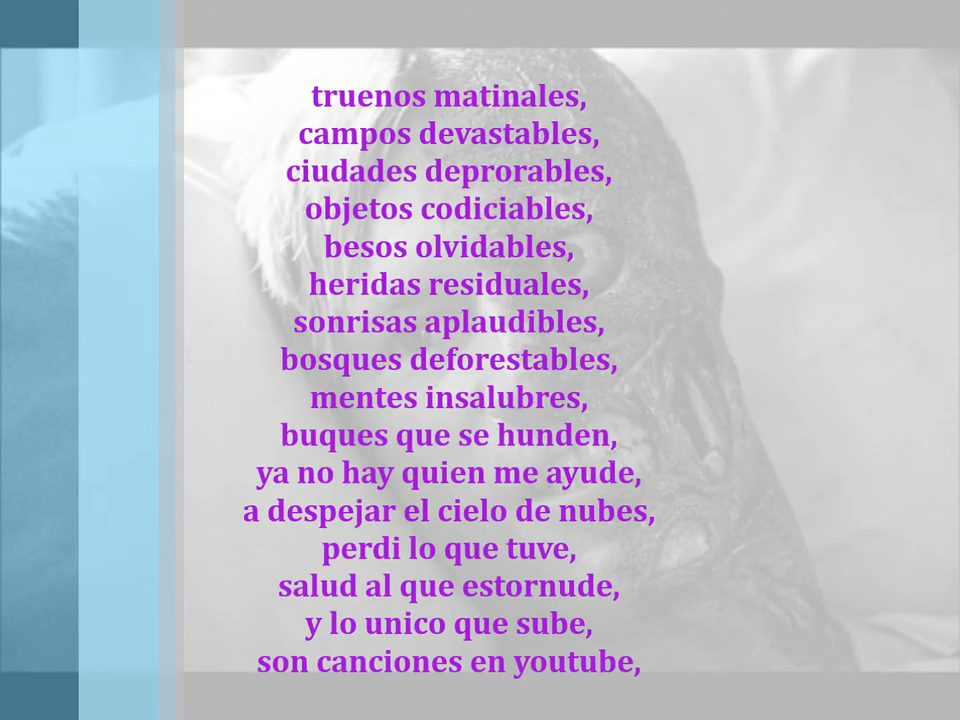 truenos matinales,
campos devastables,
ciudades deprorables,
objetos codiciables,
besos olvidables,
heridas residuales,
sonrisas aplaudibles,
bosques deforestables,
mentes insalubres,
buques que se hunden,
ya no hay quien me ayude,
a despejar el cielo de nubes,
perdi lo que tuve,
salud al que estornude,
y lo unico que sube,
son canciones en youtube,